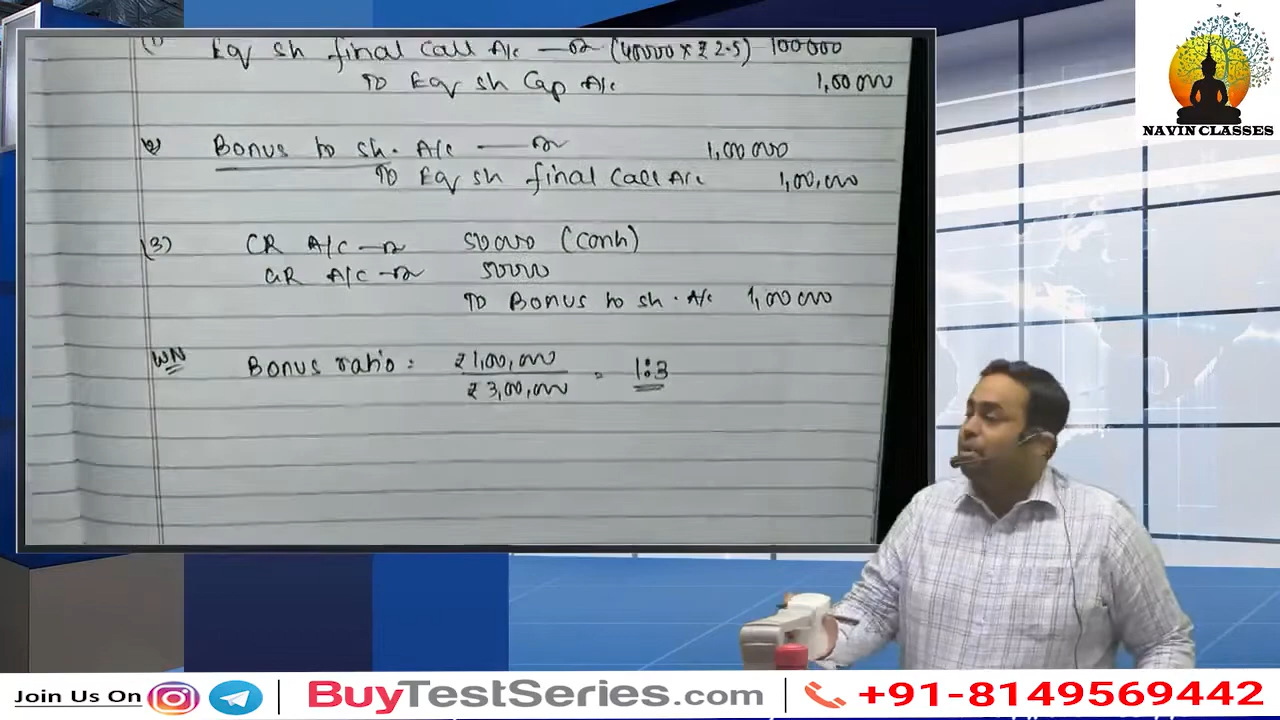 (1) Eq sh final Call A/c — Dr (40000 × ₹ 2.5) 100000
To Eq sh Cap A/c 1,00,000
(2) Bonus to sh. A/c — Dr 1,00,000
To Eq sh final Call A/c 1,00,000
(3) CR A/c — Dr 50000 (Cash)
GR A/c — Dr 50000
To Bonus to sh. A/c 1,00,000
WN Bonus ratio : ₹ 1,00,000 / ₹ 3,00,000 = 1:3
NAVIN CLASSES
Join Us On BuyTestSeries.com +91-8149569442